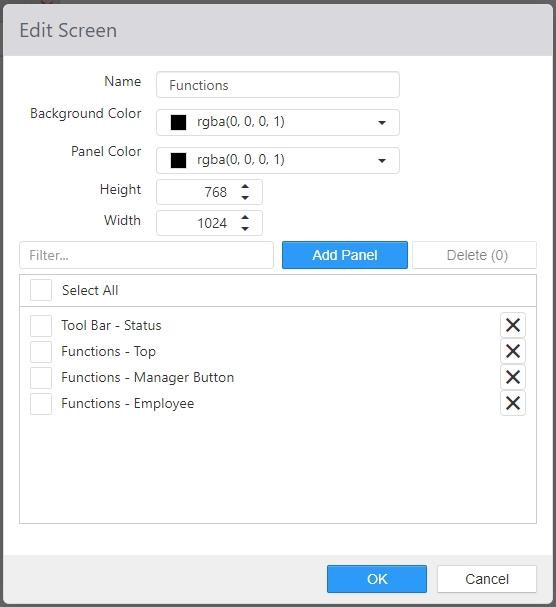 Edit Screen
Name Functions
Background Color rgba(0, 0, 0, 1)
Panel Color rgba(0, 0, 0, 1)
Height 768
Width 1024
Filter... Add Panel Delete (0)
Select All
Tool Bar - Status
Functions - Top
Functions - Manager Button
Functions - Employee
OK Cancel